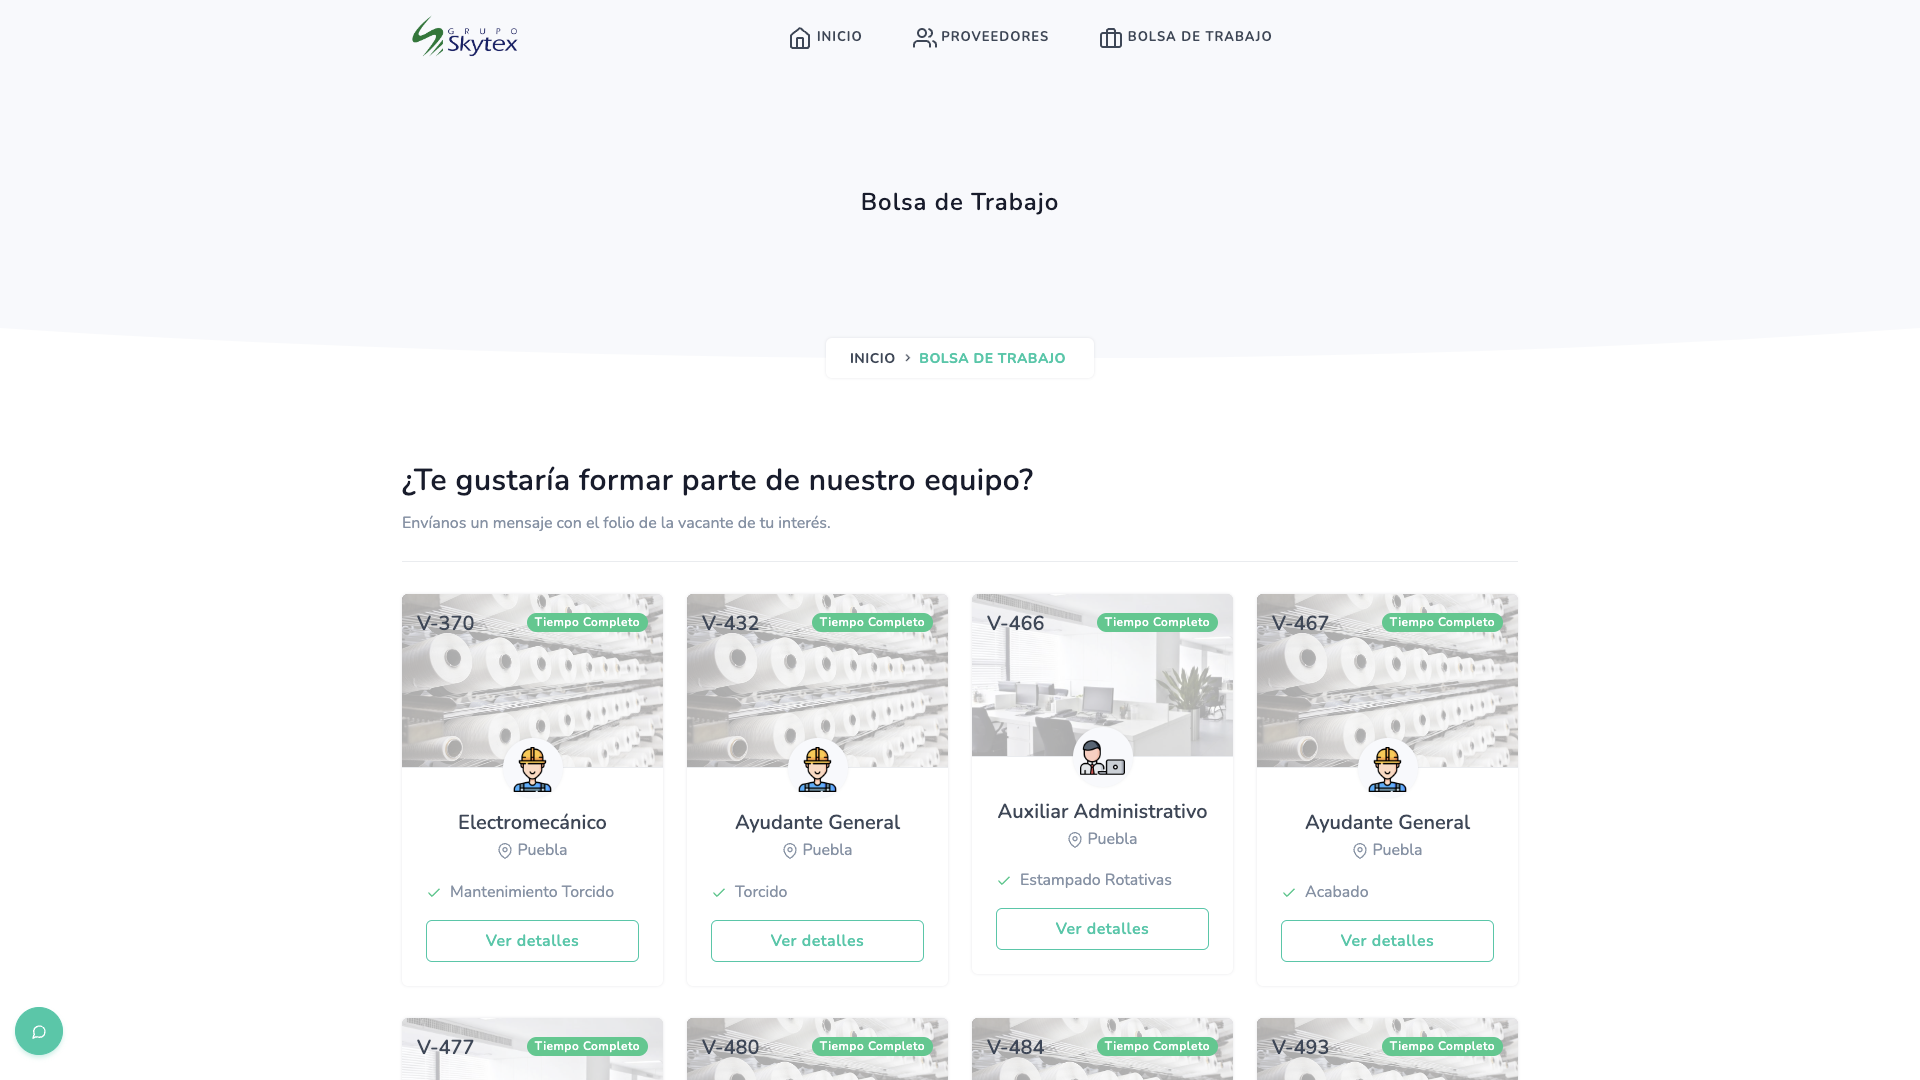 GRUPO
Skytex
INICIO
PROVEEDORES
BOLSA DE TRABAJO
Bolsa de Trabajo
INICIO > BOLSA DE TRABAJO
¿Te gustaría formar parte de nuestro equipo?
Envíanos un mensaje con el folio de la vacante de tu interés.
V-370
Tiempo Completo
Electromecánico
Puebla
Mantenimiento Torcido
Ver detalles
V-432
Tiempo Completo
Ayudante General
Puebla
Torcido
Ver detalles
V-466
Tiempo Completo
Auxiliar Administrativo
Puebla
Estampado Rotativas
Ver detalles
V-467
Tiempo Completo
Ayudante General
Puebla
Acabado
Ver detalles
V-477
Tiempo Completo
V-480
Tiempo Completo
V-484
Tiempo Completo
V-493
Tiempo Completo